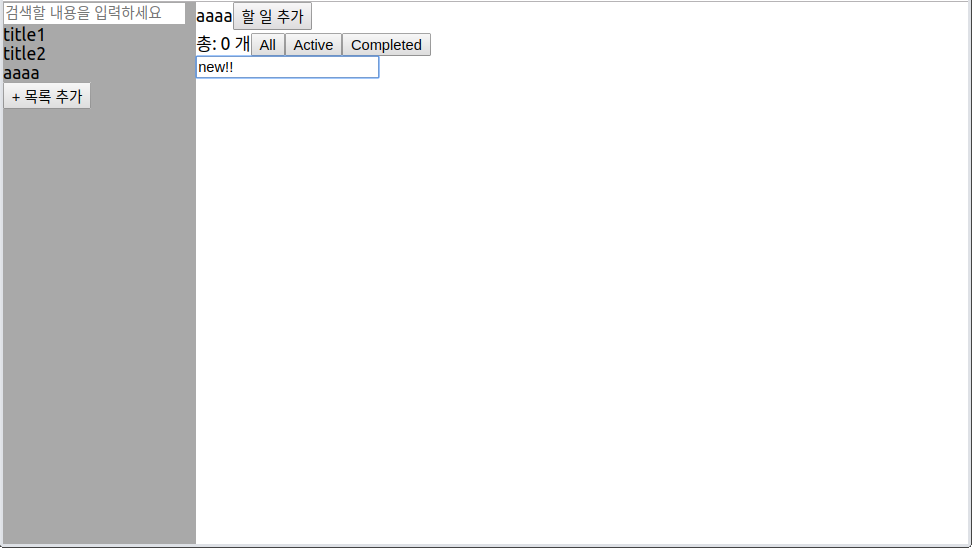 검색할 내용을 입력하세요
title1
title2
aaaa
+ 목록 추가
aaaa 할 일 추가
총: 0 개 All Active Completed
new!!